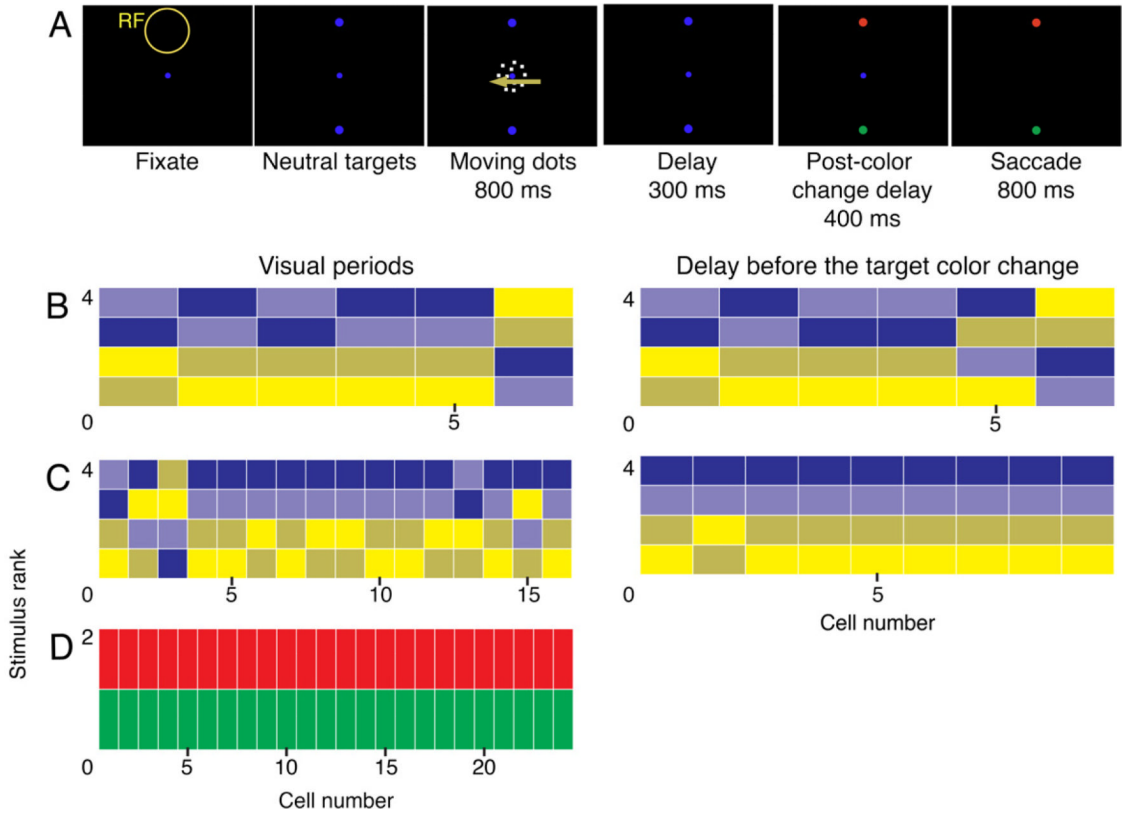 A
RF
Fixate
Neutral targets
Moving dots
800 ms
Delay
300 ms
Post-color
change delay
400 ms
Saccade
800 ms
Visual periods
Delay before the target color change
B
4
0
5
4
0
5
C
4
0
5
10
15
4
0
5
Cell number
Stimulus rank
D
2
0
5
10
15
20
Cell number